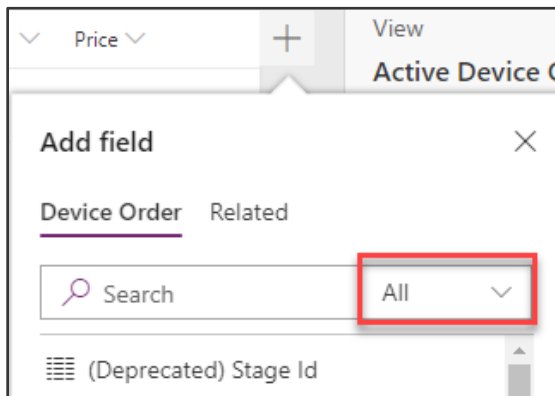 Price
View
Active Device
Add field
Device Order Related
Search All
(Deprecated) Stage Id